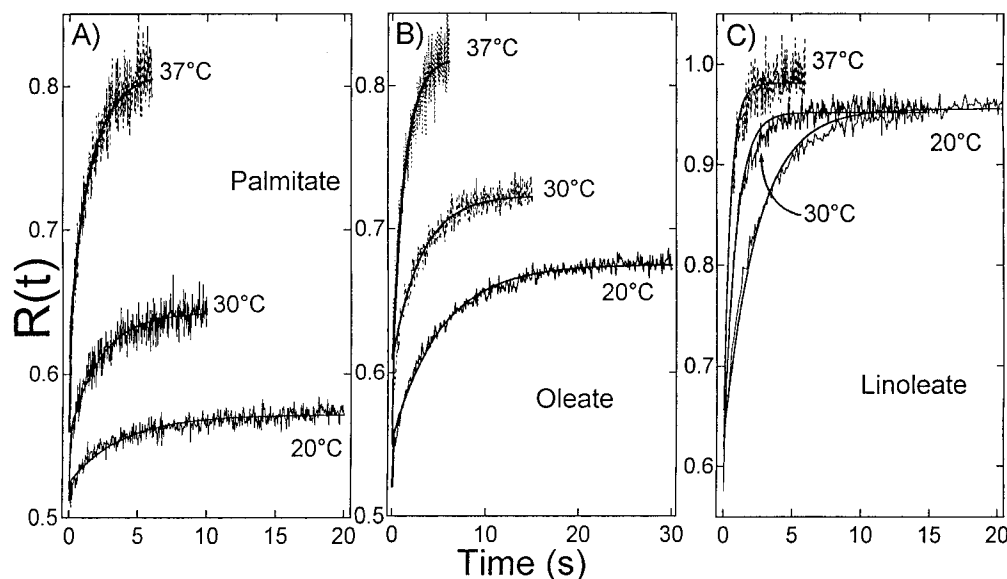 A)
37°C
0.8
Palmitate
0.7
30°C
0.6
20°C
0.5
0 5 10 15 20
R(t)
B)
37°C
0.8
30°C
0.7
20°C
0.6
Oleate
0.5
0 10 20 30
Time (s)
C)
37°C
1.0
20°C
0.9
30°C
0.8
0.7
Linoleate
0.6
0 5 10 15 20